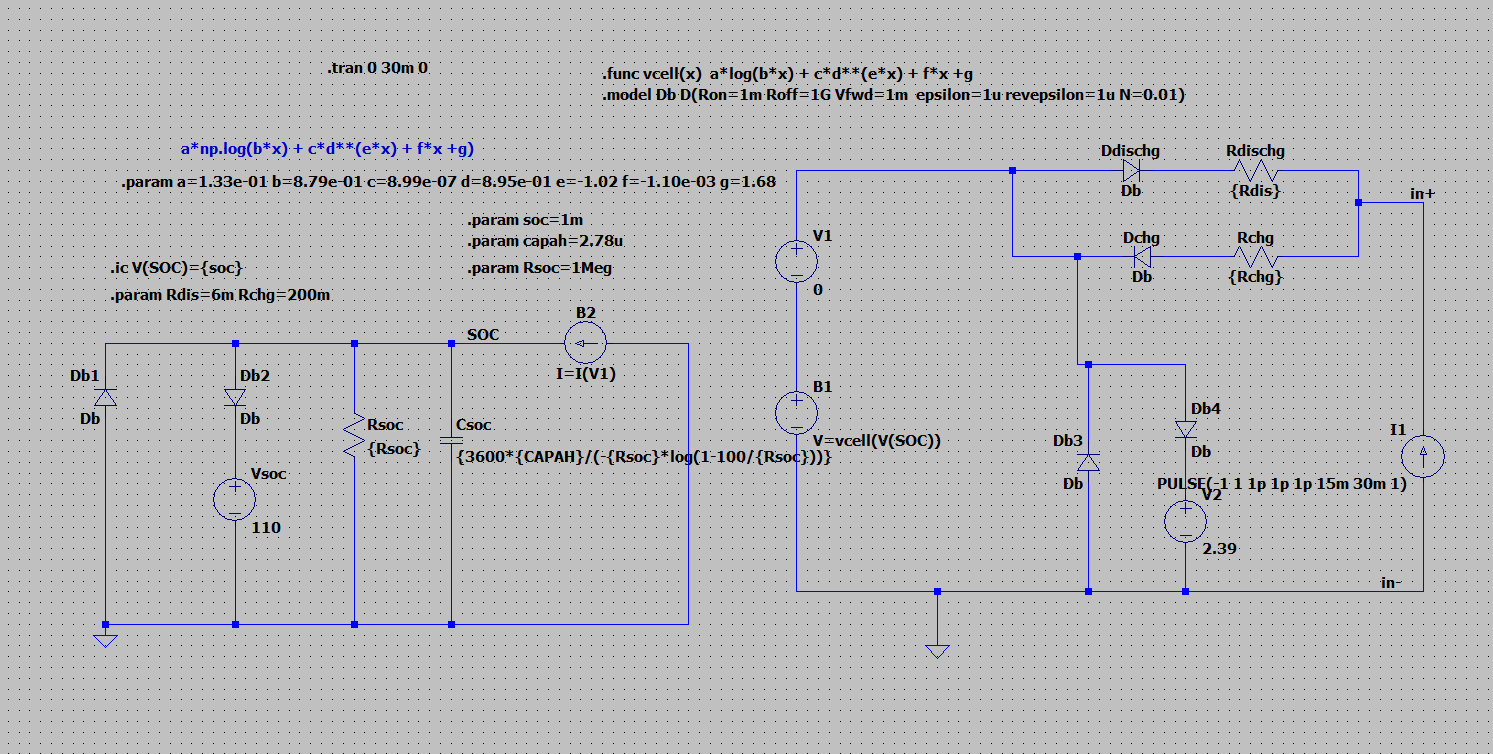 .tran 0 30m 0
.func vcell(x)  a*log(b*x) + c*d**(e*x) + f*x +g
.model Db D(Ron=1m Roff=1G Vfwd=1m  epsilon=1u revepsilon=1u N=0.01)
a*np.log(b*x) + c*d**(e*x) + f*x +g)
.param a=1.33e-01 b=8.79e-01 c=8.99e-07 d=8.95e-01 e=-1.02 f=-1.10e-03 g=1.68
.param soc=1m
.param capah=2.78u
.ic V(SOC)={soc}
.param Rsoc=1Meg
.param Rdis=6m Rchg=200m
B2
SOC
I=I(V1)
Db1
Db
Db2
Db
Rsoc
{Rsoc}
Csoc
{3600*{CAPAH}/(-{Rsoc}*log(1-100/{Rsoc}))}
Vsoc
110
Ddischg
Db
Rdischg
{Rdis}
in+
V1
0
Dchg
Db
Rchg
{Rchg}
B1
V=vcell(V(SOC))
Db3
Db
Db4
Db
I1
PULSE(-1 1 1p 1p 1p 15m 30m 1)
V2
2.39
in-